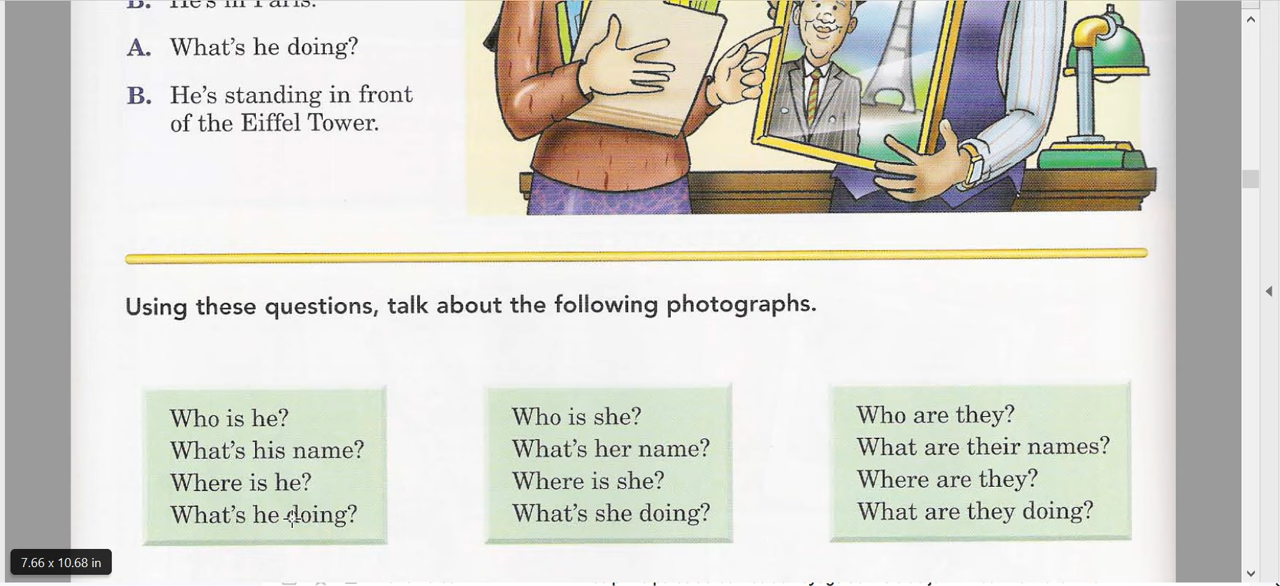 B. He's in Paris.
A. What's he doing?
B. He's standing in front
of the Eiffel Tower.
Using these questions, talk about the following photographs.
Who is he?
What's his name?
Where is he?
What's he doing?
Who is she?
What's her name?
Where is she?
What's she doing?
Who are they?
What are their names?
Where are they?
What are they doing?
7.66 x 10.68 in